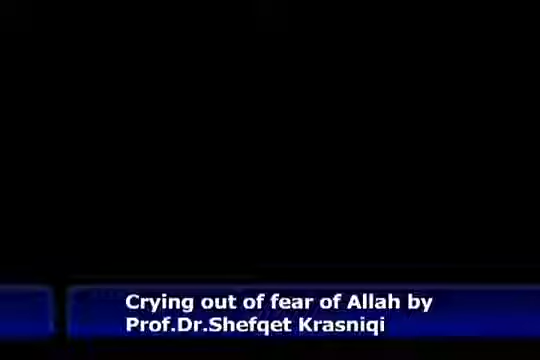 Crying out of fear of Allah by
Prof.Dr.Shefqet Krasniqi